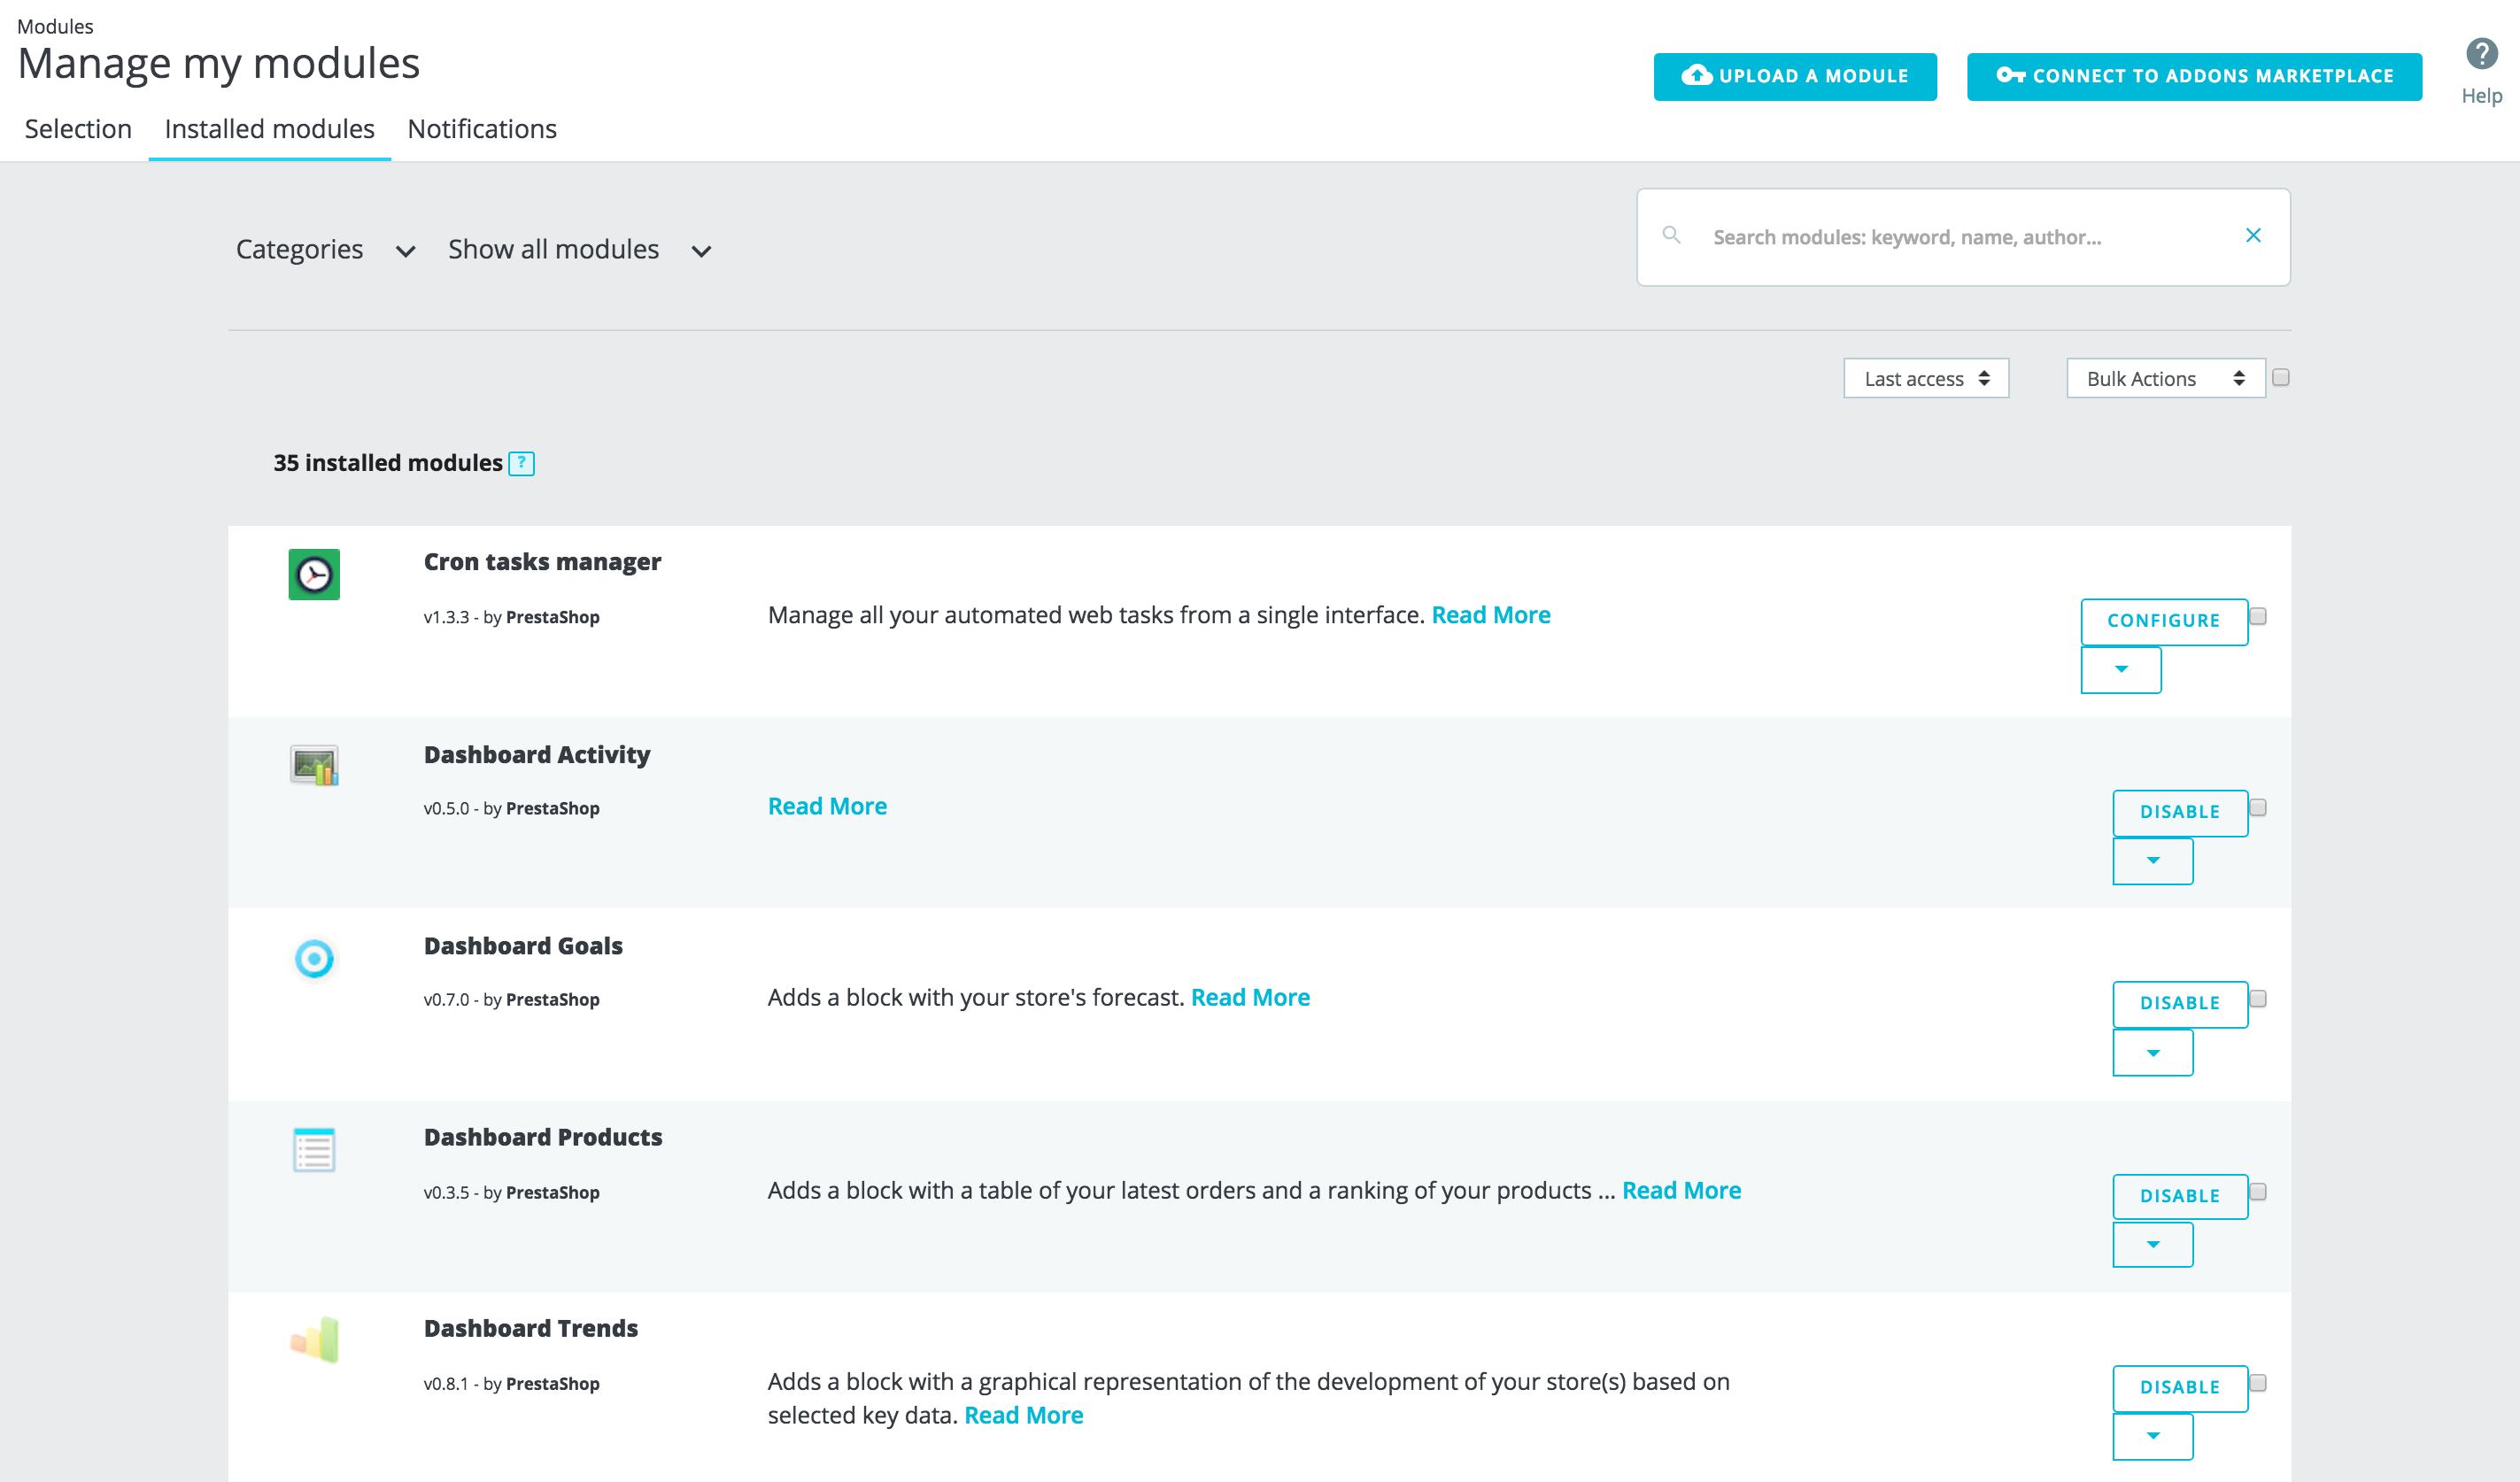 Modules
Manage my modules
UPLOAD A MODULE
CONNECT TO ADDONS MARKETPLACE
?
Help
Selection
Installed modules
Notifications
Categories
Show all modules
Search modules: keyword, name, author...
Last access
Bulk Actions
35 installed modules ?
Cron tasks manager
v1.3.3 - by PrestaShop
Manage all your automated web tasks from a single interface. Read More
CONFIGURE
Dashboard Activity
v0.5.0 - by PrestaShop
Read More
DISABLE
Dashboard Goals
v0.7.0 - by PrestaShop
Adds a block with your store's forecast. Read More
DISABLE
Dashboard Products
v0.3.5 - by PrestaShop
Adds a block with a table of your latest orders and a ranking of your products ... Read More
DISABLE
Dashboard Trends
v0.8.1 - by PrestaShop
Adds a block with a graphical representation of the development of your store(s) based on
selected key data. Read More
DISABLE